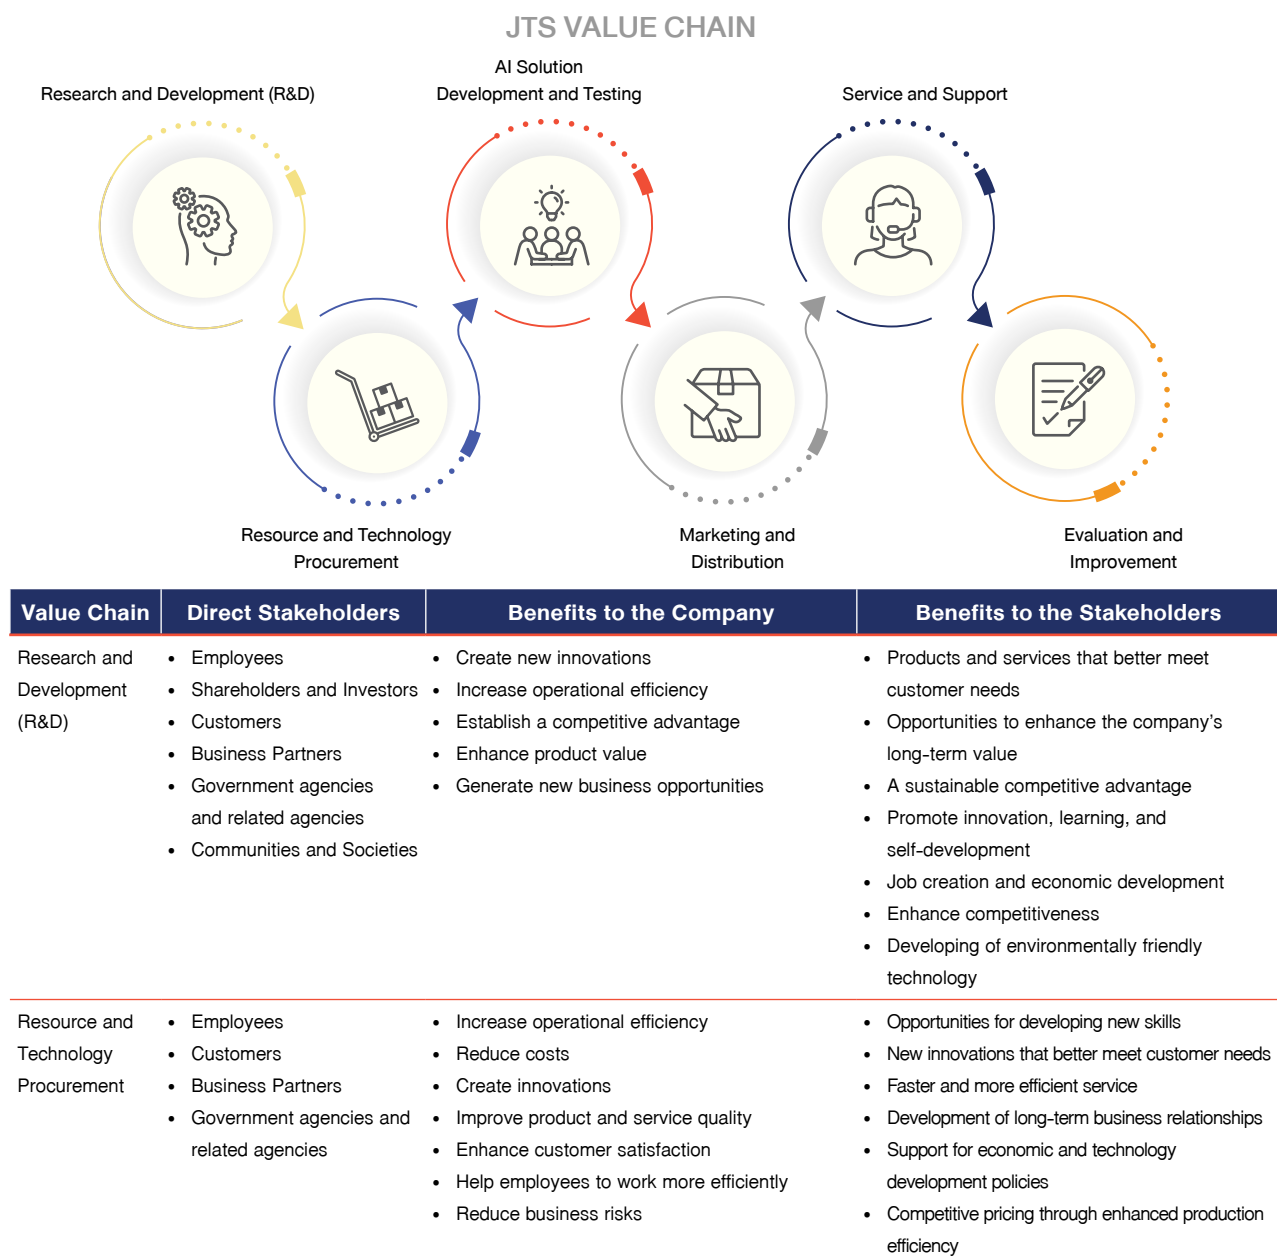 JTS VALUE CHAIN
Research and Development (R&D)
AI Solution
Development and Testing
Service and Support
Resource and Technology
Procurement
Marketing and
Distribution
Evaluation and
Improvement
Value Chain
Direct Stakeholders
Benefits to the Company
Benefits to the Stakeholders
Research and
Development
(R&D)
• Employees
• Shareholders and Investors
• Customers
• Business Partners
• Government agencies
and related agencies
• Communities and Societies
• Create new innovations
• Increase operational efficiency
• Establish a competitive advantage
• Enhance product value
• Generate new business opportunities
• Products and services that better meet
customer needs
• Opportunities to enhance the company's
long-term value
• A sustainable competitive advantage
• Promote innovation, learning, and
self-development
• Job creation and economic development
• Enhance competitiveness
• Developing of environmentally friendly
technology
Resource and
Technology
Procurement
• Employees
• Customers
• Business Partners
• Government agencies and
related agencies
• Increase operational efficiency
• Reduce costs
• Create innovations
• Improve product and service quality
• Enhance customer satisfaction
• Help employees to work more efficiently
• Reduce business risks
• Opportunities for developing new skills
• New innovations that better meet customer needs
• Faster and more efficient service
• Development of long-term business relationships
• Support for economic and technology
development policies
• Competitive pricing through enhanced production
efficiency